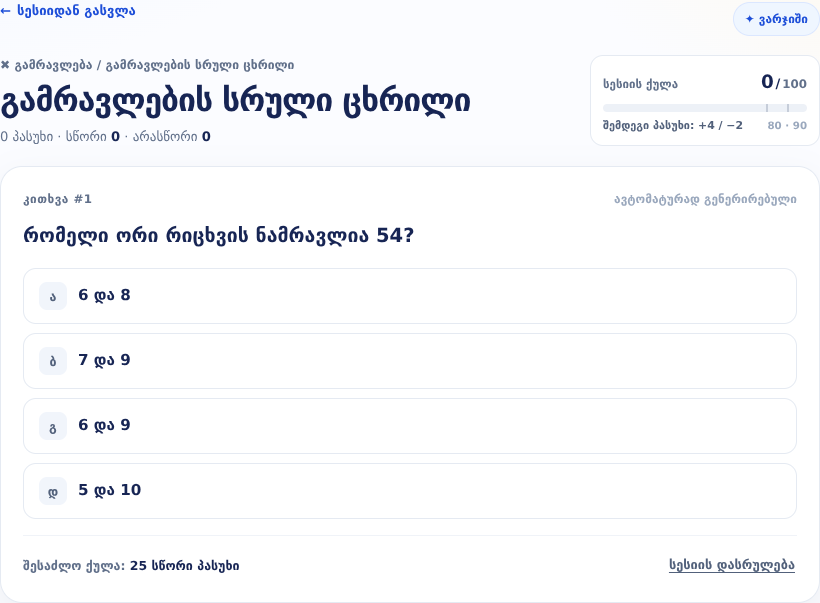 ← სესიიდან გასვლა
✦ ვარჯიში
✖ გამრავლება / გამრავლების სრული ცხრილი
გამრავლების სრული ცხრილი
0 პასუხი · სწორი 0 · არასწორი 0
სესიის ქულა 0/100
შემდეგი პასუხი: +4 / −2 80 · 90
კითხვა #1 ავტომატურად გენერირებული
რომელი ორი რიცხვის ნამრავლია 54?
ა 6 და 8
ბ 7 და 9
გ 6 და 9
დ 5 და 10
შესაძლო ქულა: 25 სწორი პასუხი სესიის დასრულება